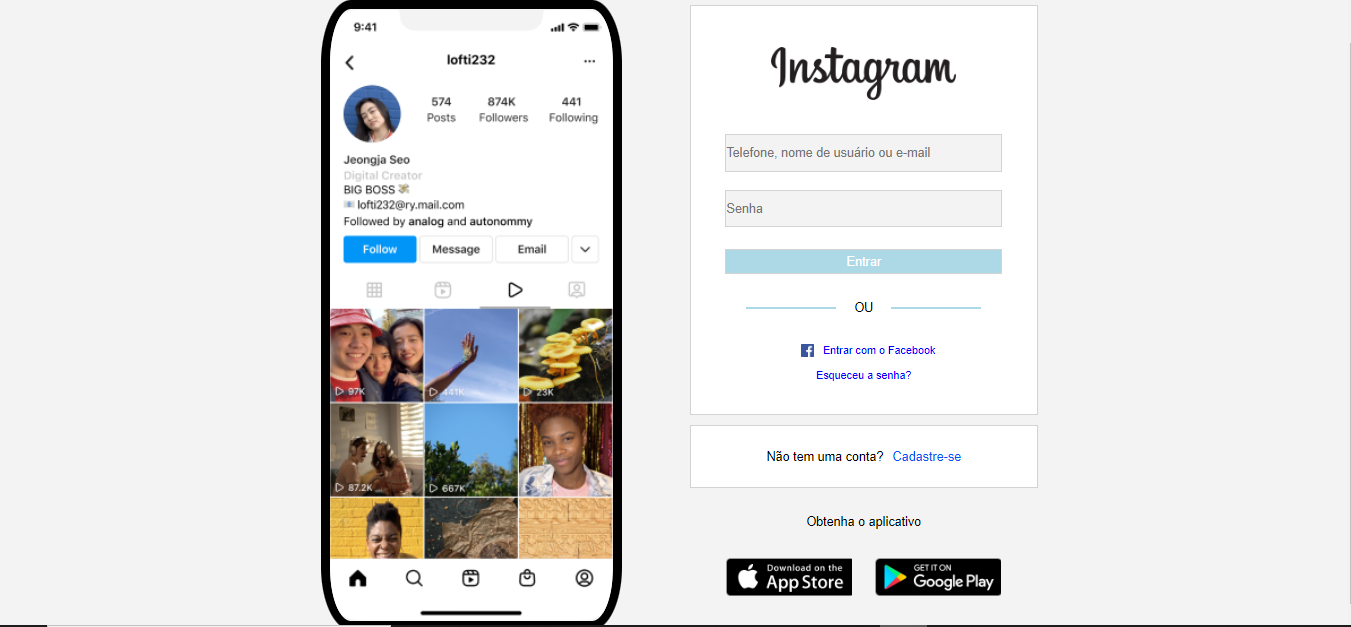 9:41
lofti232
574
Posts
874K
Followers
441
Following
Jeongja Seo
Digital Creator
BIG BOSS
lofti232@ry.mail.com
Followed by analog and autonommy
Follow
Message
Email
97K
441K
23K
87.2K
667K
Instagram
Telefone, nome de usuário ou e-mail
Senha
Entrar
OU
Entrar com o Facebook
Esqueceu a senha?
Não tem uma conta? Cadastre-se
Obtenha o aplicativo
Download on the
App Store
GET IT ON
Google Play